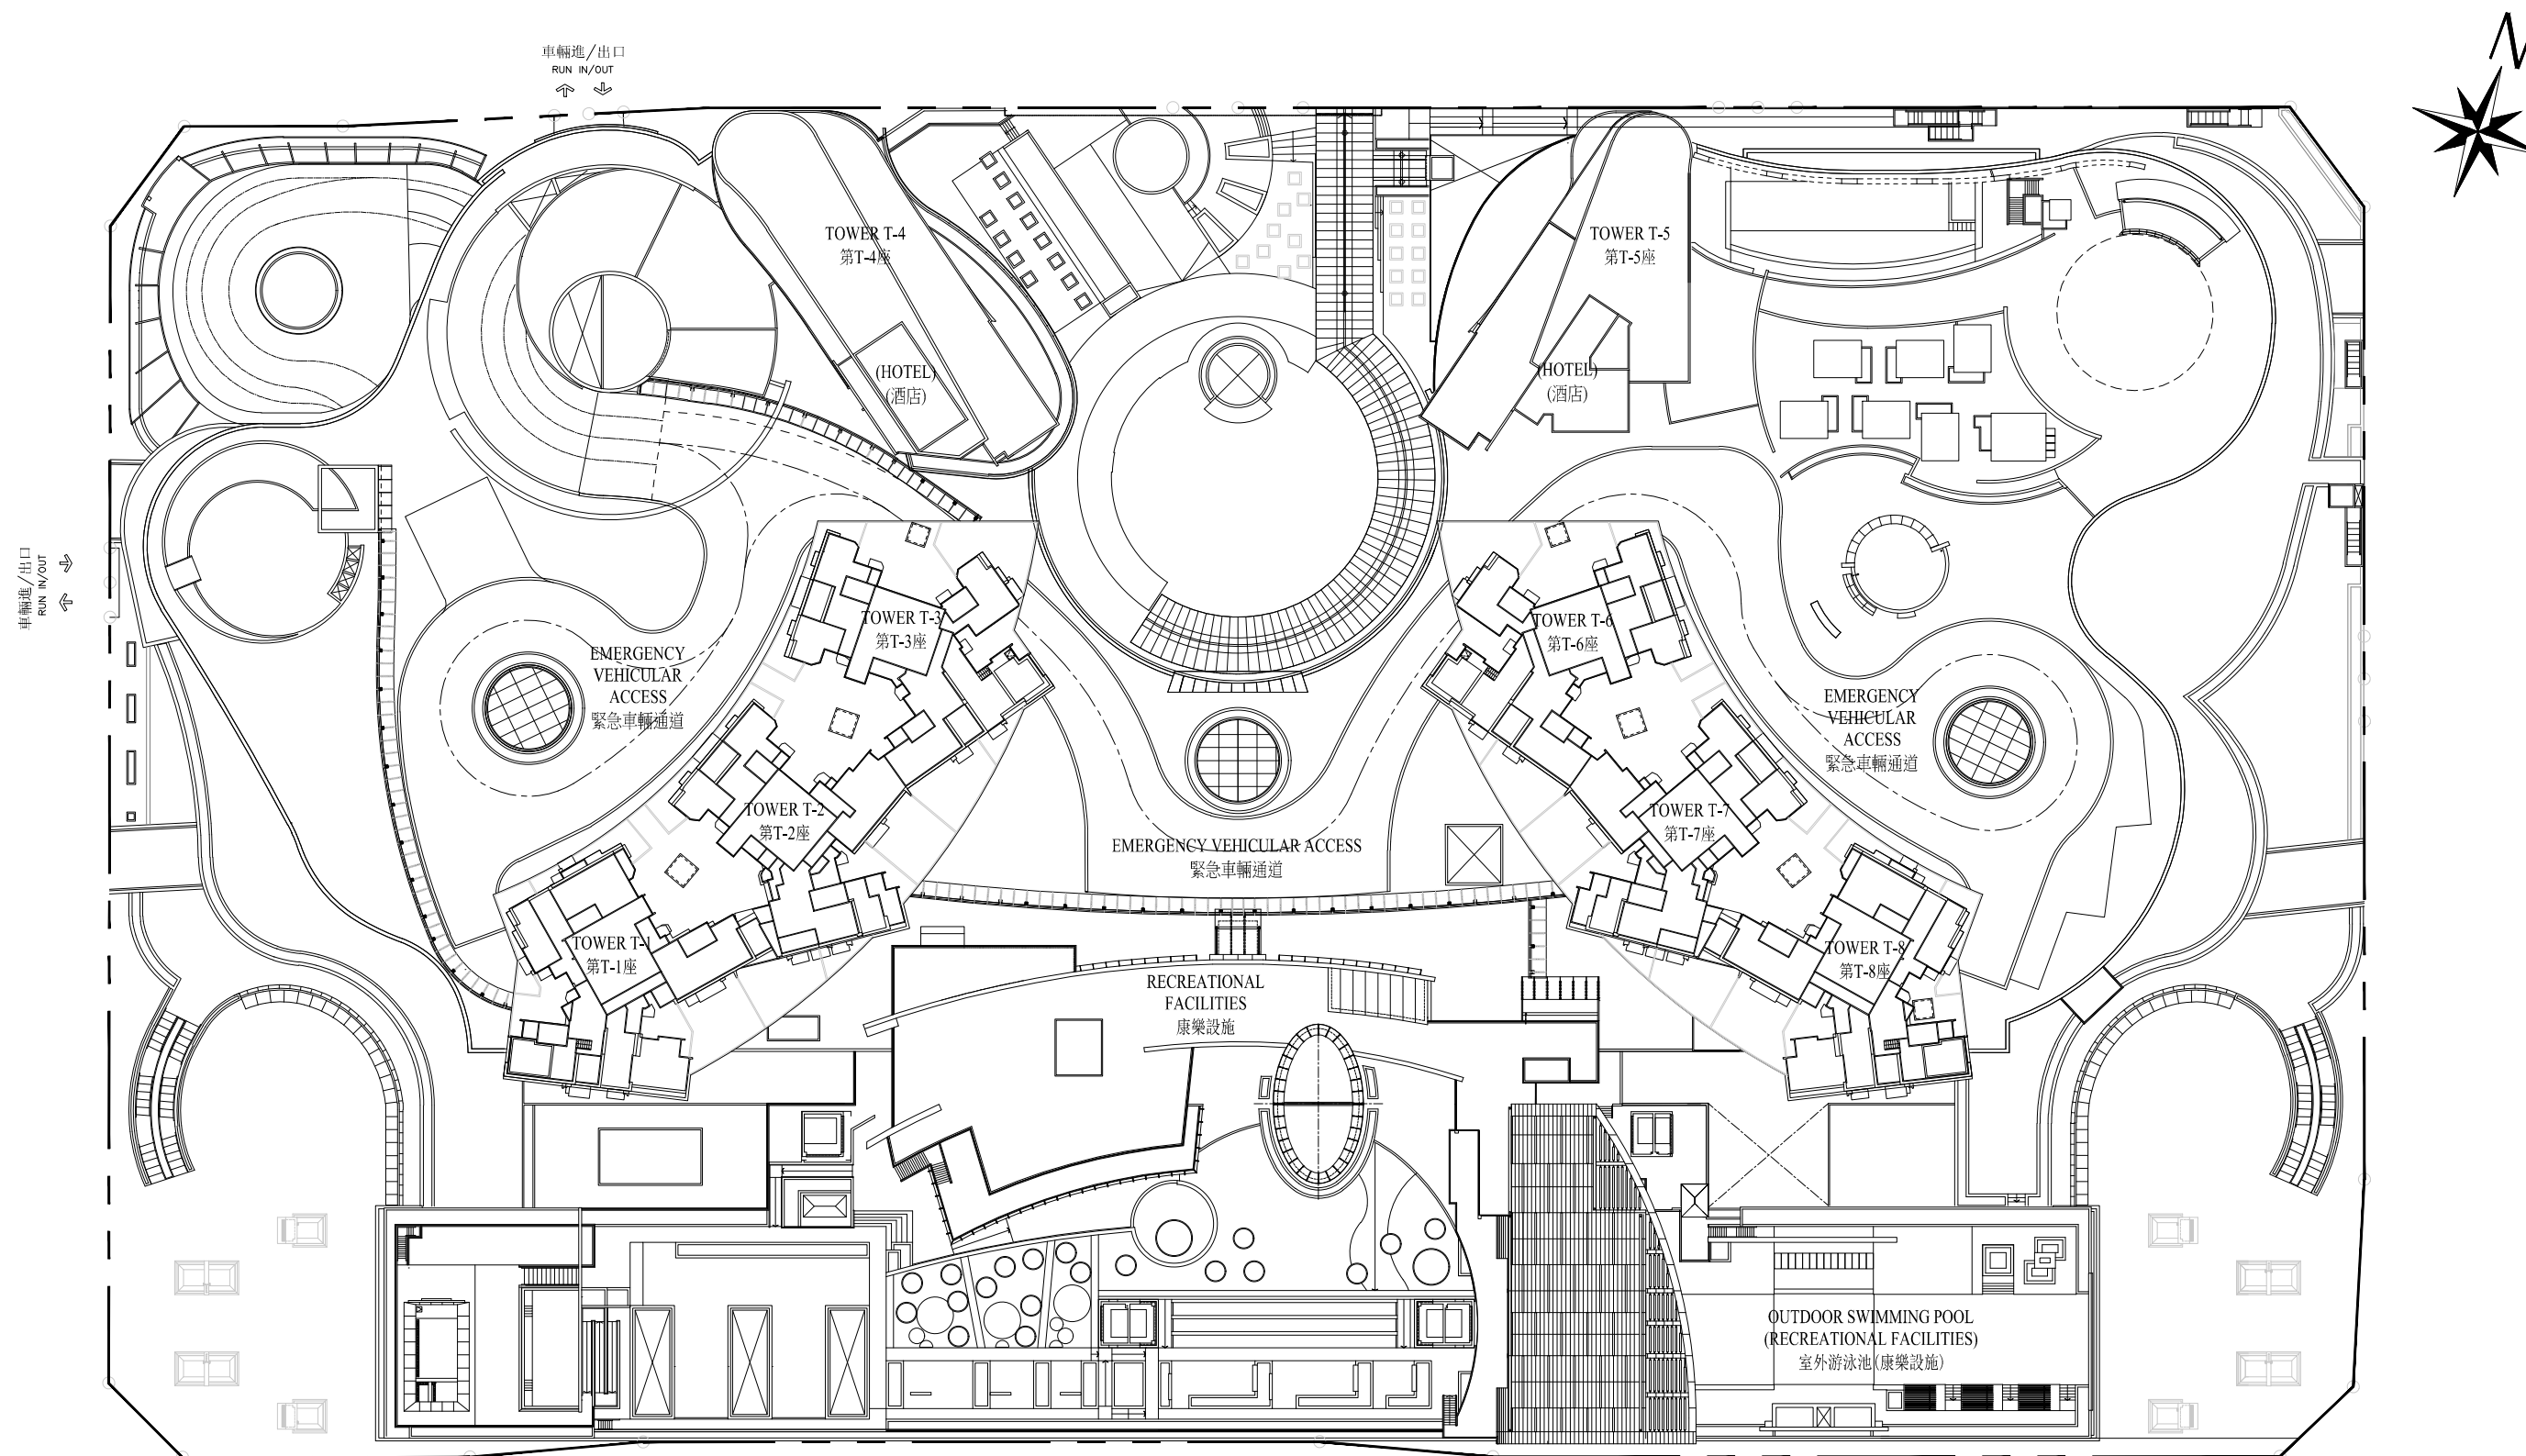 車輛進/出口
RUN IN/OUT
N
TOWER T-4
第T-4座
(HOTEL)
(酒店)
TOWER T-5
第T-5座
(HOTEL)
(酒店)
車輛進/出口
RUN IN/OUT
TOWER T-3
第T-3座
TOWER T-6
第T-6座
EMERGENCY
VEHICULAR
ACCESS
緊急車輛通道
EMERGENCY
VEHICULAR
ACCESS
緊急車輛通道
TOWER T-2
第T-2座
TOWER T-7
第T-7座
EMERGENCY VEHICULAR ACCESS
緊急車輛通道
TOWER T-1
第T-1座
TOWER T-8
第T-8座
RECREATIONAL
FACILITIES
康樂設施
OUTDOOR SWIMMING POOL
(RECREATIONAL FACILITIES)
室外游泳池(康樂設施)